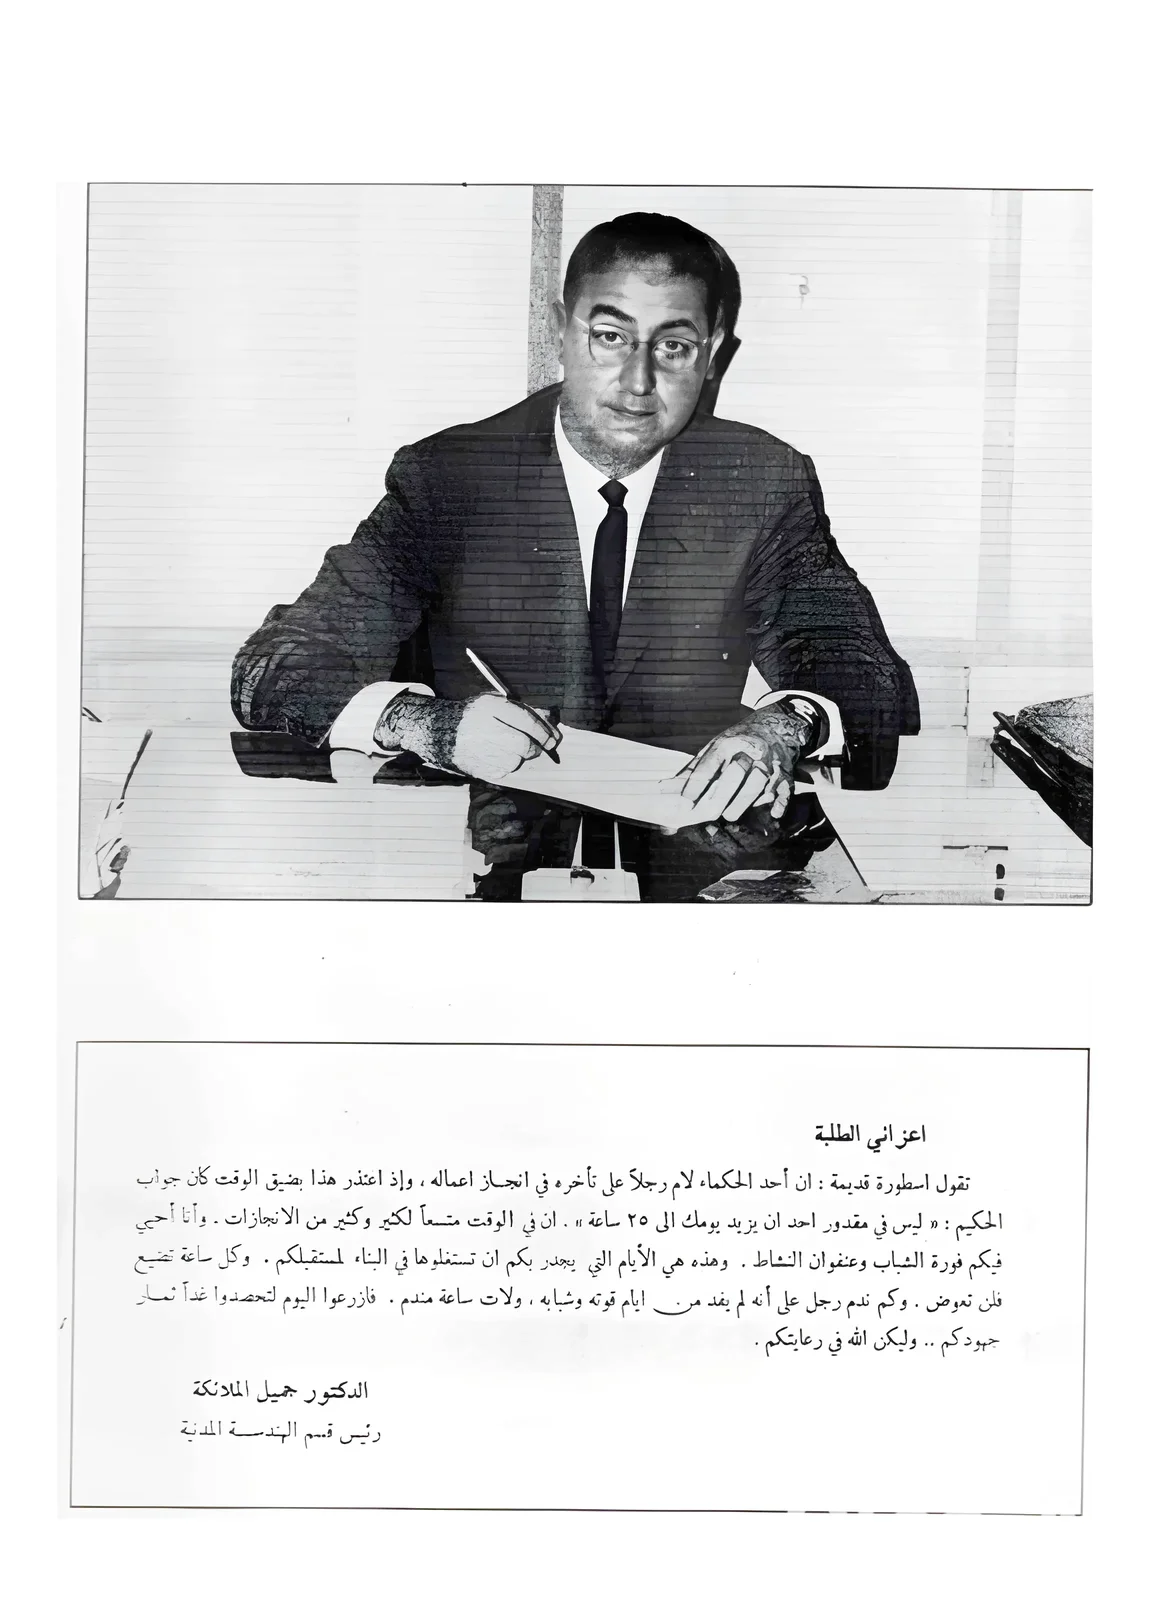 اعزائي الطلبة
تقول اسطورة قديمة : ان أحد الحكماء لام رجلاً على تأخره في انجاز اعماله ، وإذ اعتذر هذا بضيق الوقت كان جواب
الحكيم : « ليس في مقدور احد ان يزيد يومك الى ٢٥ ساعة » . ان في الوقت متسعاً لكثير وكثير من الانجازات . وأنا أحيي
فيكم فورة الشباب وعنفوان النشاط . وهذه هي الأيام التي يجدر بكم ان تستغلوها في البناء لمستقبلكم . وكل ساعة تضيع
فلن تعوض . وكم ندم رجل على أنه لم يفد من ايام قوته وشبابه ، ولات ساعة مندم . فازرعوا اليوم لتحصدوا غداً ثمار
جهودكم .. وليكن الله في رعايتكم .
الدكتور جميل الملائكة
رئيس قسم الهندسة المدنية